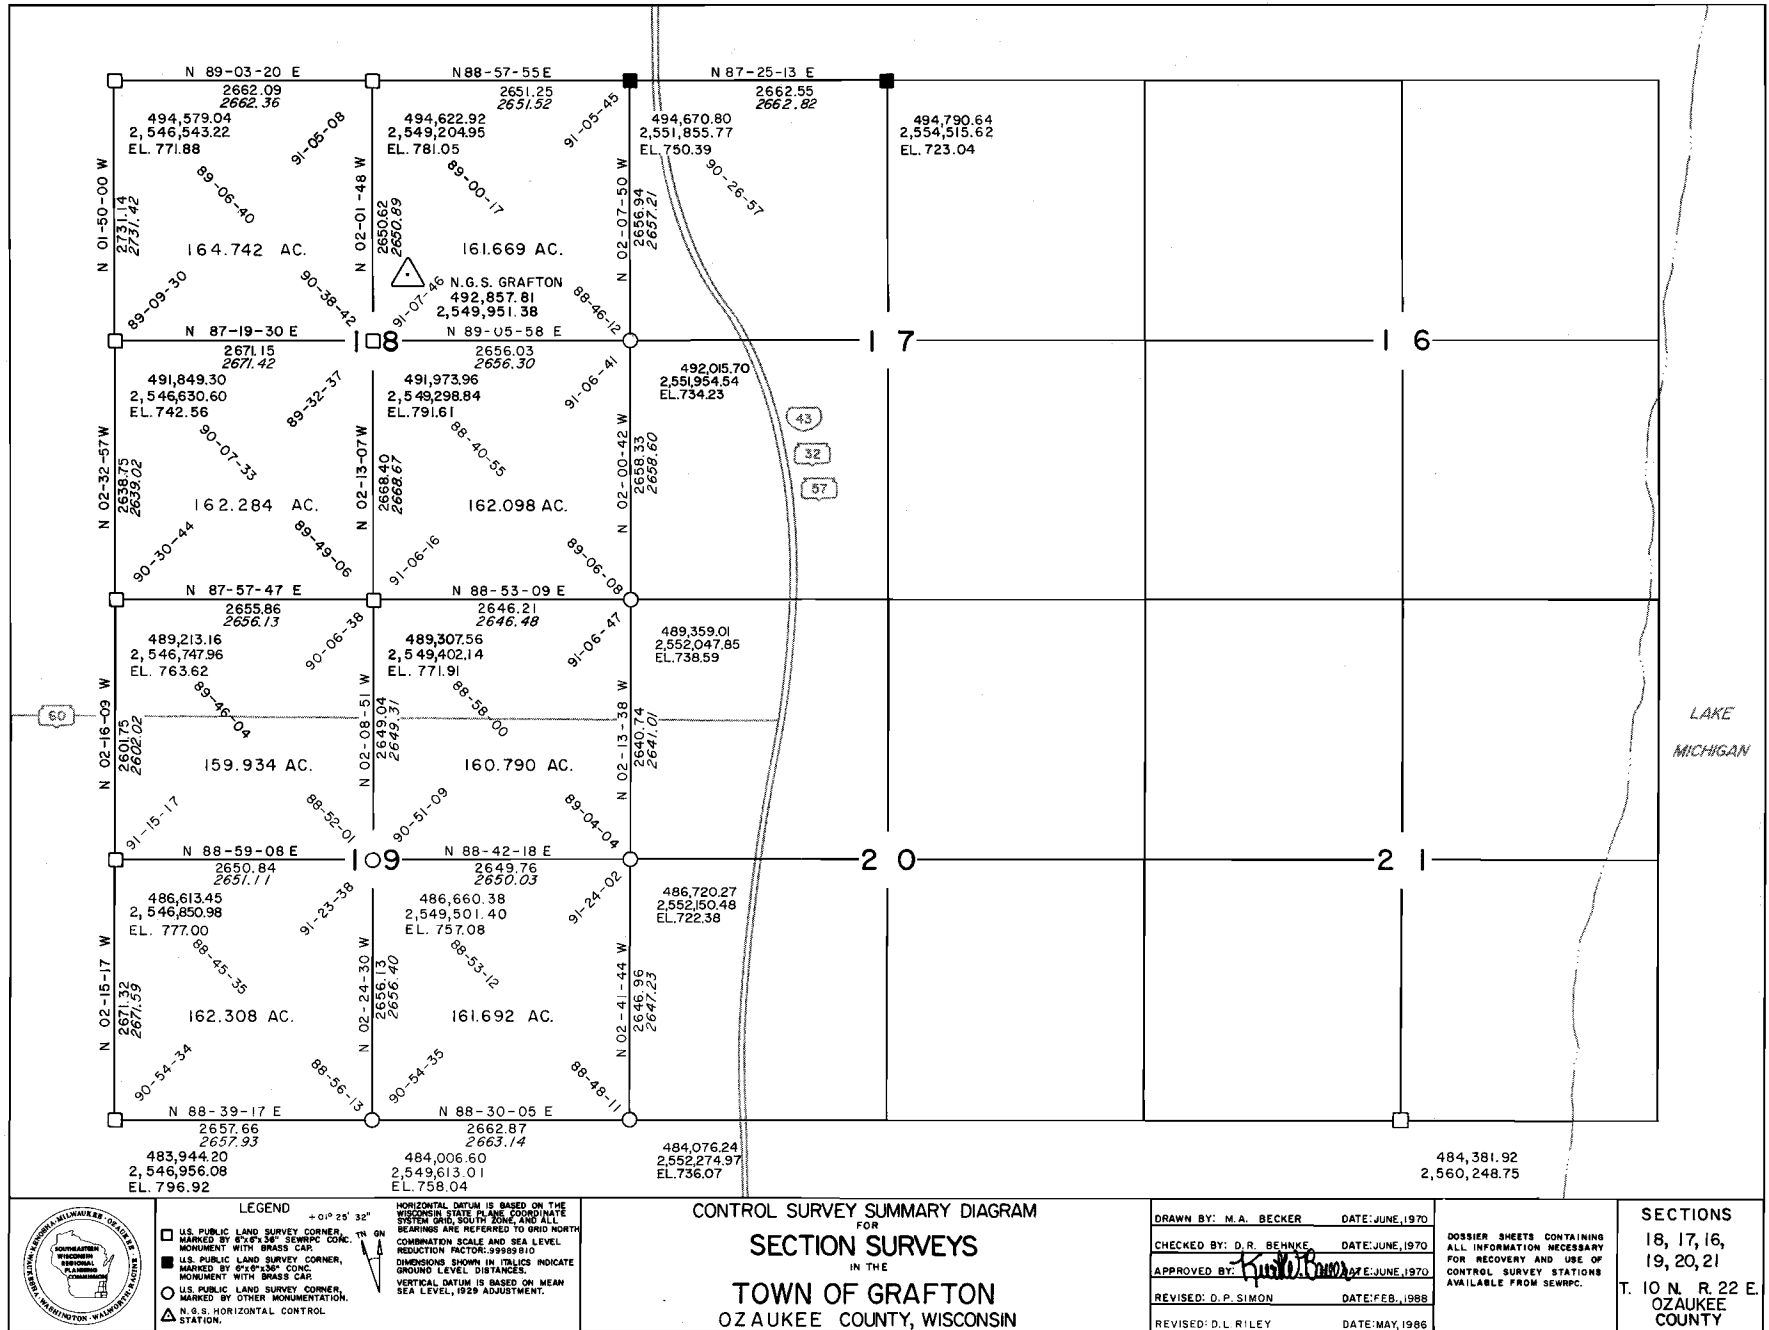 N 89-03-20 E
2662.09
2662.36
N 88-57-55 E
2651.25
2651.52
N 87-25-13 E
2662.55
2662.82
494,579.04
2,546,543.22
EL. 771.88
91-05-08
494,622.92
2,549,204.95
EL. 781.05
91-05-45
494,670.80
2,551,855.77
EL. 750.39
494,790.64
2,554,515.62
EL. 723.04
N 01-50-00 W
2731.14
2731.42
89-06-40
N 02-01-48 W
2650.62
2650.89
89-00-17
N 02-07-50 W
2656.94
2657.21
90-26-57
164.742 AC.
161.669 AC.
89-09-30
90-38-42
91-07-46
N.G.S. GRAFTON
492,857.81
2,549,951.38
88-46-12
N 87-19-30 E
2671.15
2671.42
18
N 89-05-58 E
2656.03
2656.30
17
16
491,849.30
2,546,630.60
EL. 742.56
89-32-37
491,973.96
2,549,298.84
EL. 791.61
91-06-41
492,015.70
2,551,954.54
EL. 734.23
43
32
57
N 02-32-57 W
2638.75
2639.02
90-07-33
N 02-13-07 W
2668.40
2668.67
88-40-55
N 02-00-42 W
2658.33
2658.60
162.284 AC.
162.098 AC.
90-30-44
89-49-06
91-06-16
89-06-08
N 87-57-47 E
2655.86
2656.13
N 88-53-09 E
2646.21
2646.48
489,213.16
2,546,747.96
EL. 763.62
90-06-38
489,307.56
2,549,402.14
EL. 771.91
91-06-47
489,359.01
2,552,047.85
EL. 738.59
60
N 02-16-09 W
2601.75
2602.02
89-46-04
N 02-08-51 W
2649.04
2649.31
88-58-00
N 02-13-38 W
2640.74
2641.01
LAKE
MICHIGAN
159.934 AC.
160.790 AC.
91-15-17
88-52-01
90-51-09
89-04-04
N 88-59-08 E
2650.84
2651.11
19
N 88-42-18 E
2649.76
2650.03
20
21
486,613.45
2,546,850.98
EL. 777.00
91-23-38
486,660.38
2,549,501.40
EL. 757.08
91-24-02
486,720.27
2,552,150.48
EL. 722.38
N 02-15-17 W
2671.32
2671.59
88-45-35
N 02-24-30 W
2656.13
2656.40
88-53-12
N 02-41-44 W
2646.96
2647.23
162.308 AC.
161.692 AC.
90-54-34
88-56-13
90-54-35
88-48-11
N 88-39-17 E
2657.66
2657.93
N 88-30-05 E
2662.87
2663.14
483,944.20
2,546,956.08
EL. 796.92
484,006.60
2,549,613.01
EL. 758.04
484,076.24
2,552,274.97
EL. 736.07
484,381.92
2,560,248.75
KENOSHA · MILWAUKEE · OZAUKEE · RACINE · WALWORTH · WASHINGTON · WAUKESHA
SOUTHEASTERN
WISCONSIN
REGIONAL
PLANNING
COMMISSION
LEGEND
U.S. PUBLIC LAND SURVEY CORNER,
MARKED BY 6"x6"x36" SEWRPC CONC.
MONUMENT WITH BRASS CAP.
U.S. PUBLIC LAND SURVEY CORNER,
MARKED BY 6"x6"x36" CONC.
MONUMENT WITH BRASS CAP.
U.S. PUBLIC LAND SURVEY CORNER,
MARKED BY OTHER MONUMENTATION.
N.G.S. HORIZONTAL CONTROL
STATION.
+01° 25' 32"
TN GN
HORIZONTAL DATUM IS BASED ON THE
WISCONSIN STATE PLANE COORDINATE
SYSTEM GRID, SOUTH ZONE, AND ALL
BEARINGS ARE REFERRED TO GRID NORTH
COMBINATION SCALE AND SEA LEVEL
REDUCTION FACTOR:.99989810
DIMENSIONS SHOWN IN ITALICS INDICATE
GROUND LEVEL DISTANCES.
VERTICAL DATUM IS BASED ON MEAN
SEA LEVEL, 1929 ADJUSTMENT.
CONTROL SURVEY SUMMARY DIAGRAM
FOR
SECTION SURVEYS
IN THE
TOWN OF GRAFTON
OZAUKEE COUNTY, WISCONSIN
DRAWN BY: M.A. BECKER DATE: JUNE, 1970
CHECKED BY: D.R. BEHNKE DATE: JUNE, 1970
APPROVED BY: Kurt W. Bauer DATE: JUNE, 1970
REVISED: D.P. SIMON DATE: FEB., 1988
REVISED: D.L. RILEY DATE: MAY, 1986
DOSSIER SHEETS CONTAINING
ALL INFORMATION NECESSARY
FOR RECOVERY AND USE OF
CONTROL SURVEY STATIONS
AVAILABLE FROM SEWRPC.
SECTIONS
18, 17, 16,
19, 20, 21
T. 10 N. R. 22 E.
OZAUKEE
COUNTY